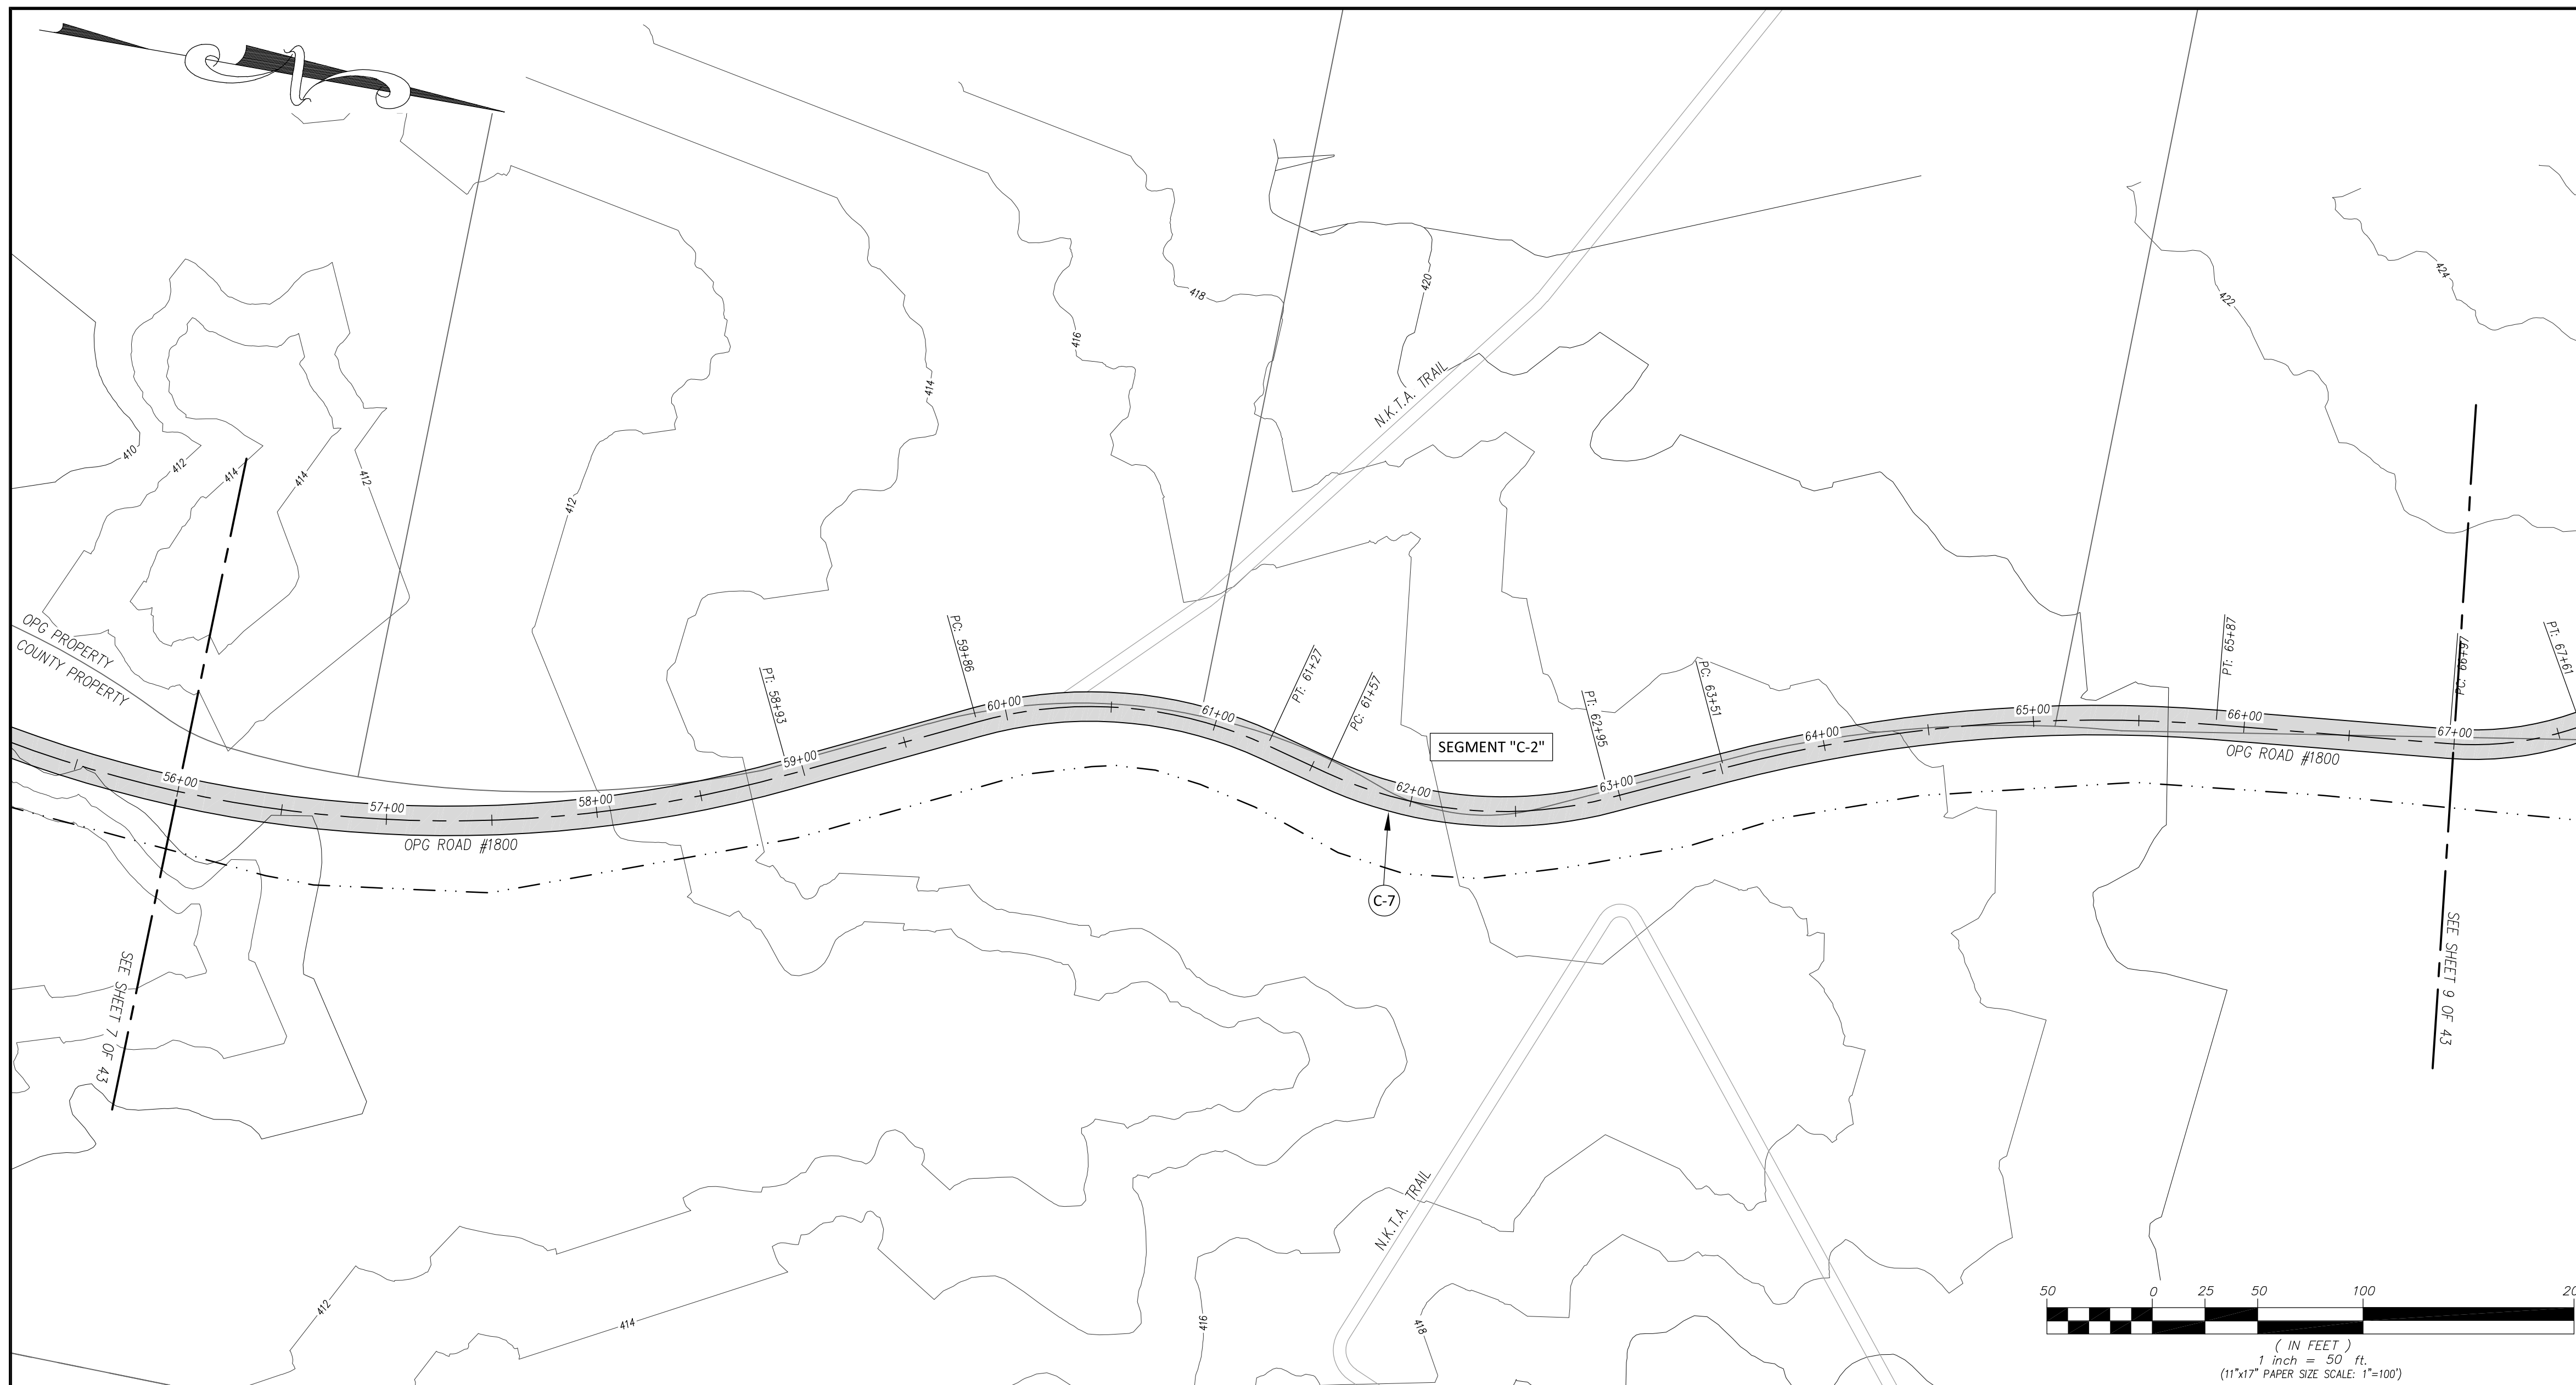 418
420
422
424
416
414
410
412
414
414
412
412
N.K.T.A. TRAIL
OPG PROPERTY
COUNTY PROPERTY
PT: 58+93
PC: 59+86
PT: 61+27
PC: 61+57
PT: 62+95
PC: 63+51
PT: 65+87
PC: 66+97
PT: 67+61
56+00
57+00
58+00
59+00
60+00
61+00
62+00
63+00
64+00
65+00
66+00
67+00
SEGMENT "C-2"
OPG ROAD #1800
OPG ROAD #1800
C-7
SEE SHEET 7 OF 43
SEE SHEET 9 OF 43
N.K.T.A. TRAIL
412
414
416
418
50 0 25 50 100 20
( IN FEET )
1 inch = 50 ft.
(11"x17" PAPER SIZE SCALE: 1"=100')